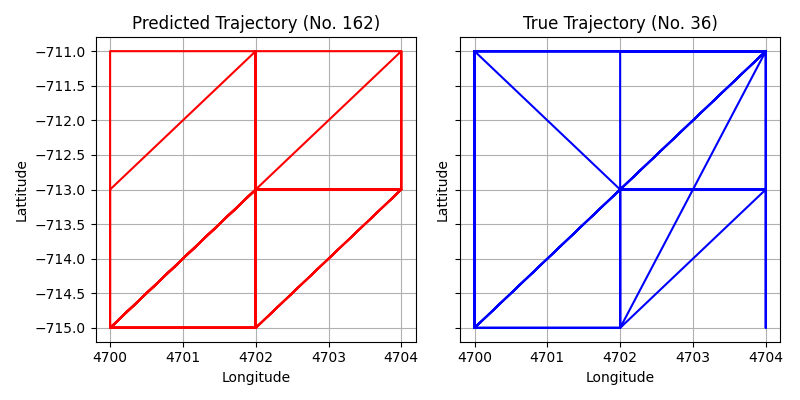 Predicted Trajectory (No. 162)
True Trajectory (No. 36)
−711.0
−711.5
−712.0
−712.5
−713.0
−713.5
−714.0
−714.5
−715.0
Lattitude
Lattitude
4700 4701 4702 4703 4704
4700 4701 4702 4703 4704
Longitude
Longitude